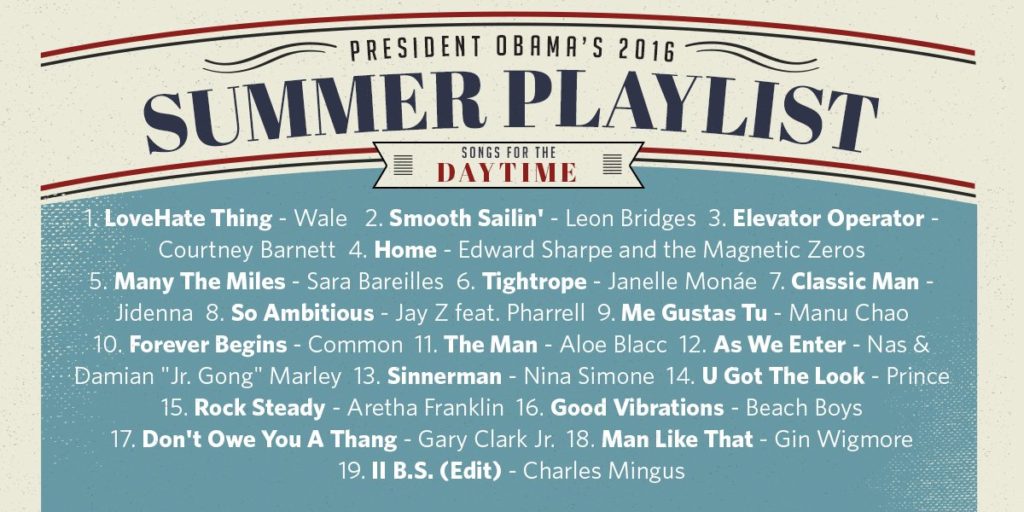 PRESIDENT OBAMA'S 2016
SUMMER PLAYLIST
SONGS FOR THE
DAYTIME
1. LoveHate Thing - Wale 2. Smooth Sailin' - Leon Bridges 3. Elevator Operator -
Courtney Barnett 4. Home - Edward Sharpe and the Magnetic Zeros
5. Many The Miles - Sara Bareilles 6. Tightrope - Janelle Monáe 7. Classic Man -
Jidenna 8. So Ambitious - Jay Z feat. Pharrell 9. Me Gustas Tu - Manu Chao
10. Forever Begins - Common 11. The Man - Aloe Blacc 12. As We Enter - Nas &
Damian "Jr. Gong" Marley 13. Sinnerman - Nina Simone 14. U Got The Look - Prince
15. Rock Steady - Aretha Franklin 16. Good Vibrations - Beach Boys
17. Don't Owe You A Thang - Gary Clark Jr. 18. Man Like That - Gin Wigmore
19. II B.S. (Edit) - Charles Mingus